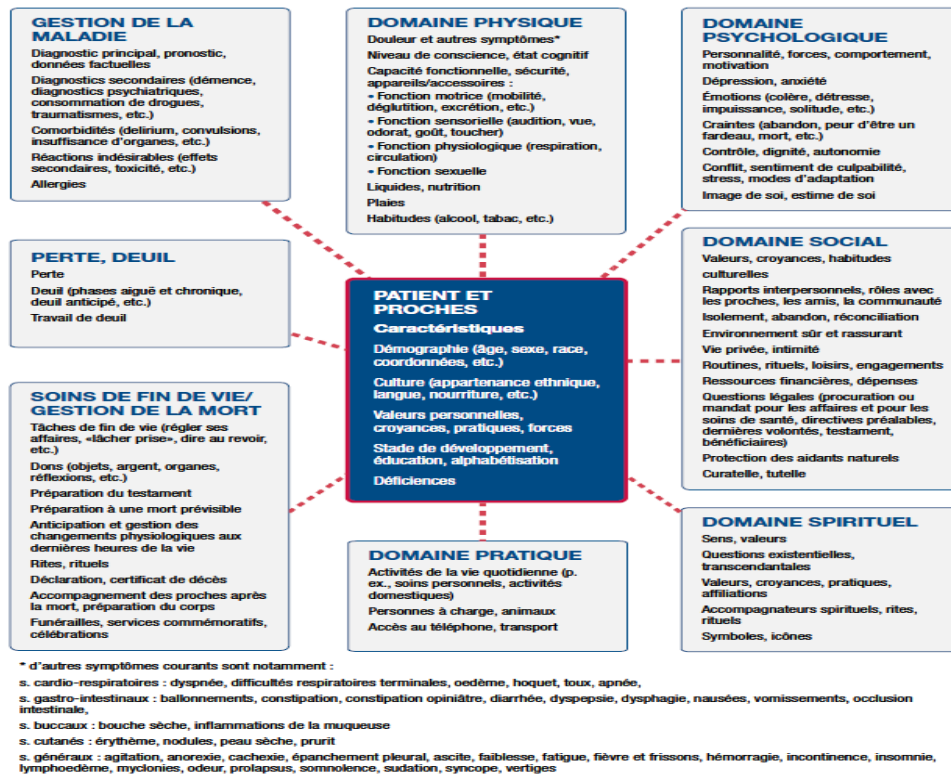 GESTION DE LA
MALADIE
Diagnostic principal, pronostic,
données factuelles
Diagnostics secondaires (démence,
diagnostics psychiatriques,
consommation de drogues,
traumatismes, etc.)
Comorbidités (delirium, convulsions,
insuffisance d'organes, etc.)
Réactions indésirables (effets
secondaires, toxicité, etc.)
Allergies
DOMAINE PHYSIQUE
Douleur et autres symptômes*
Niveau de conscience, état cognitif
Capacité fonctionnelle, sécurité,
appareils/accessoires :
• Fonction motrice (mobilité,
déglutition, excrétion, etc.)
• Fonction sensorielle (audition, vue,
odorat, goût, toucher)
• Fonction physiologique (respiration,
circulation)
• Fonction sexuelle
Liquides, nutrition
Plaies
Habitudes (alcool, tabac, etc.)
DOMAINE
PSYCHOLOGIQUE
Personnalité, forces, comportement,
motivation
Dépression, anxiété
Émotions (colère, détresse,
impuissance, solitude, etc.)
Craintes (abandon, peur d'être un
fardeau, mort, etc.)
Contrôle, dignité, autonomie
Conflit, sentiment de culpabilité,
stress, modes d'adaptation
Image de soi, estime de soi
PERTE, DEUIL
Perte
Deuil (phases aiguë et chronique,
deuil anticipé, etc.)
Travail de deuil
PATIENT ET
PROCHES
Caractéristiques
Démographie (âge, sexe, race,
coordonnées, etc.)
Culture (appartenance ethnique,
langue, nourriture, etc.)
Valeurs personnelles,
croyances, pratiques, forces
Stade de développement,
éducation, alphabétisation
Déficiences
DOMAINE SOCIAL
Valeurs, croyances, habitudes
culturelles
Rapports interpersonnels, rôles avec
les proches, les amis, la communauté
Isolement, abandon, réconciliation
Environnement sûr et rassurant
Vie privée, intimité
Routines, rituels, loisirs, engagements
Ressources financières, dépenses
Questions légales (procuration ou
mandat pour les affaires et pour les
soins de santé, directives préalables,
dernières volontés, testament,
bénéficiaires)
Protection des aidants naturels
Curatelle, tutelle
SOINS DE FIN DE VIE/
GESTION DE LA MORT
Tâches de fin de vie (régler ses
affaires, «lâcher prise», dire au revoir,
etc.)
Dons (objets, argent, organes,
réflexions, etc.)
Préparation du testament
Préparation à une mort prévisible
Anticipation et gestion des
changements physiologiques aux
dernières heures de la vie
Rites, rituels
Déclaration, certificat de décès
Accompagnement des proches après
la mort, préparation du corps
Funérailles, services commémoratifs,
célébrations
DOMAINE PRATIQUE
Activités de la vie quotidienne (p.
ex., soins personnels, activités
domestiques)
Personnes à charge, animaux
Accès au téléphone, transport
DOMAINE SPIRITUEL
Sens, valeurs
Questions existentielles,
transcendantales
Valeurs, croyances, pratiques,
affiliations
Accompagnateurs spirituels, rites,
rituels
Symboles, icônes
* d'autres symptômes courants sont notamment :
s. cardio-respiratoires : dyspnée, difficultés respiratoires terminales, oedème, hoquet, toux, apnée,
s. gastro-intestinaux : ballonnements, constipation, constipation opiniâtre, diarrhée, dyspepsie, dysphagie, nausées, vomissements, occlusion
intestinale,
s. buccaux : bouche sèche, inflammations de la muqueuse
s. cutanés : érythème, nodules, peau sèche, prurit
s. généraux : agitation, anorexie, cachexie, épanchement pleural, ascite, faiblesse, fatigue, fièvre et frissons, hémorragie, incontinence, insomnie,
lymphoedème, myclonies, odeur, prolapsus, somnolence, sudation, syncope, vertiges